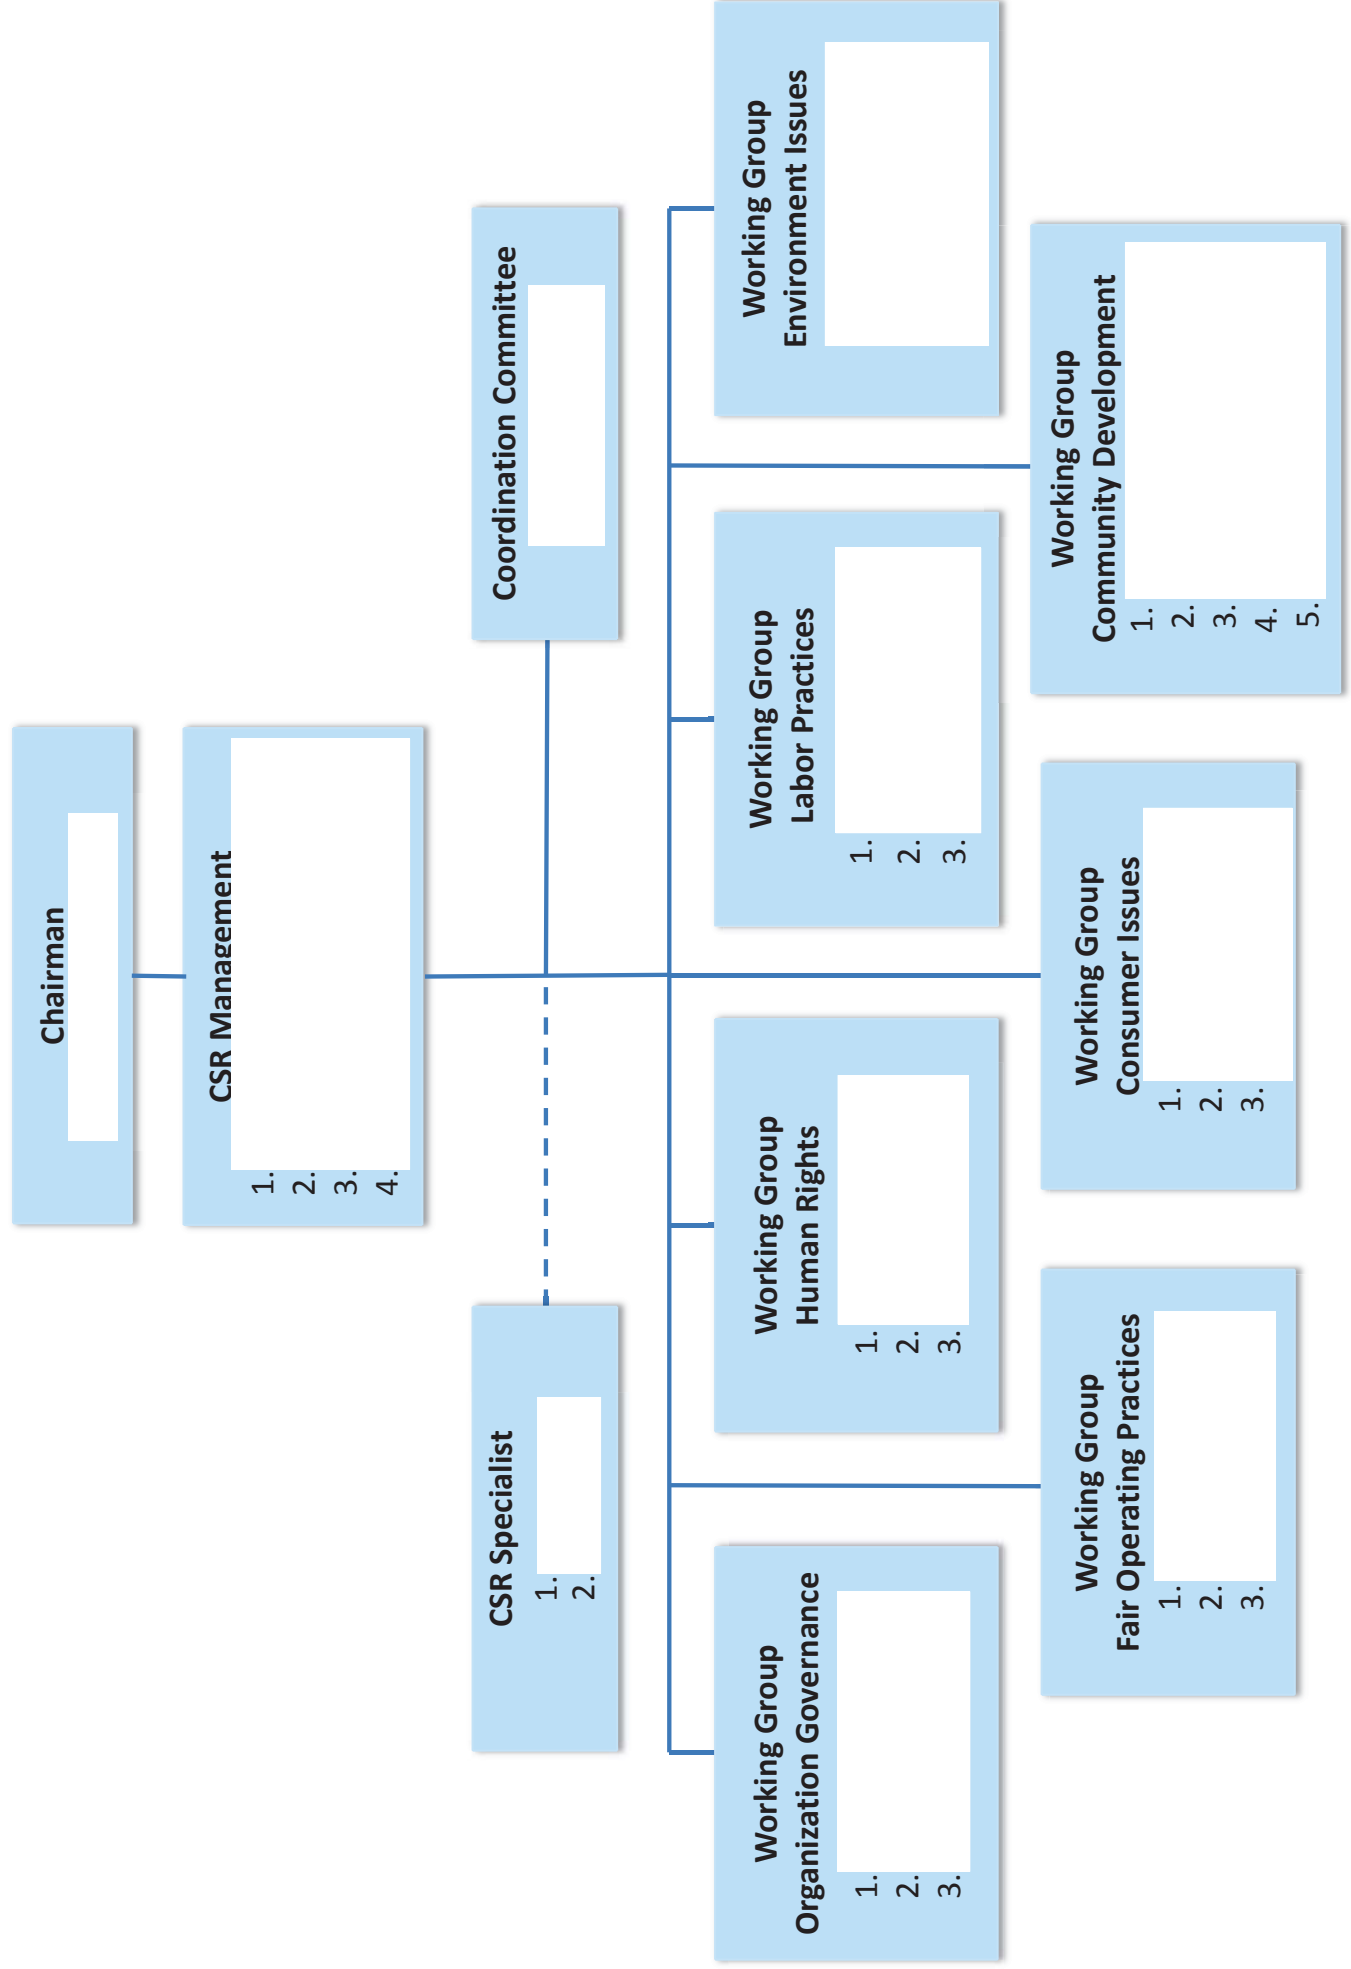 Chairman
CSR Management
1.
2.
3.
4.
CSR Specialist
1.
2.
Coordination Committee
Working Group
Organization Governance
1.
2.
3.
Working Group
Human Rights
1.
2.
3.
Working Group
Labor Practices
1.
2.
3.
Working Group
Environment Issues
Working Group
Fair Operating Practices
1.
2.
3.
Working Group
Consumer Issues
1.
2.
3.
Working Group
Community Development
1.
2.
3.
4.
5.